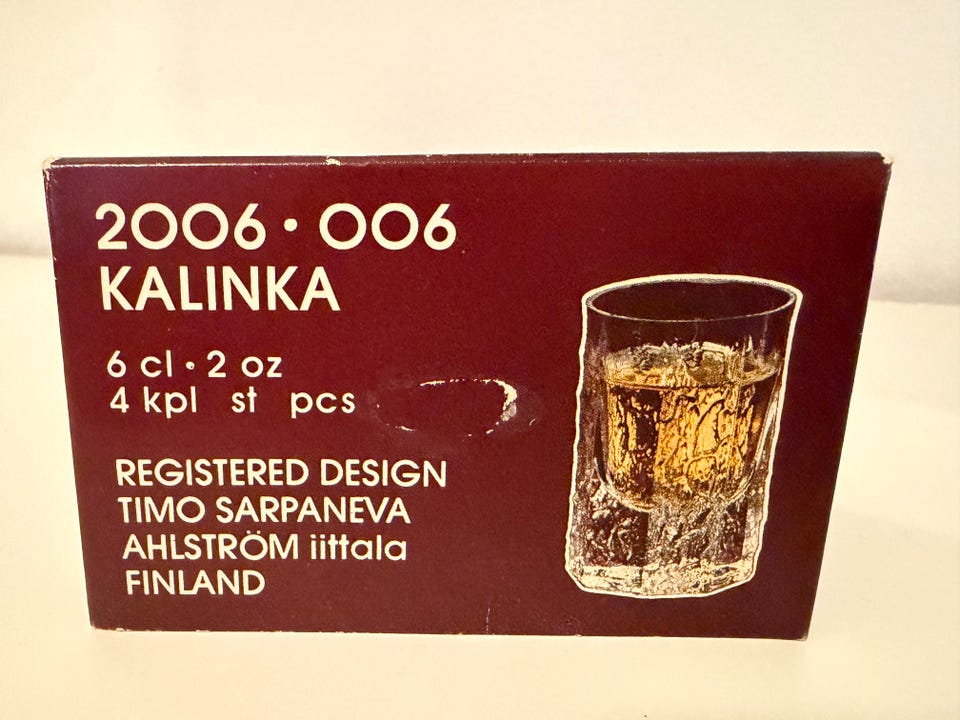 2006 • 006
KALINKA
6 cl • 2 oz
4 kpl st pcs
REGISTERED DESIGN
TIMO SARPANEVA
AHLSTRÖM iittala
FINLAND